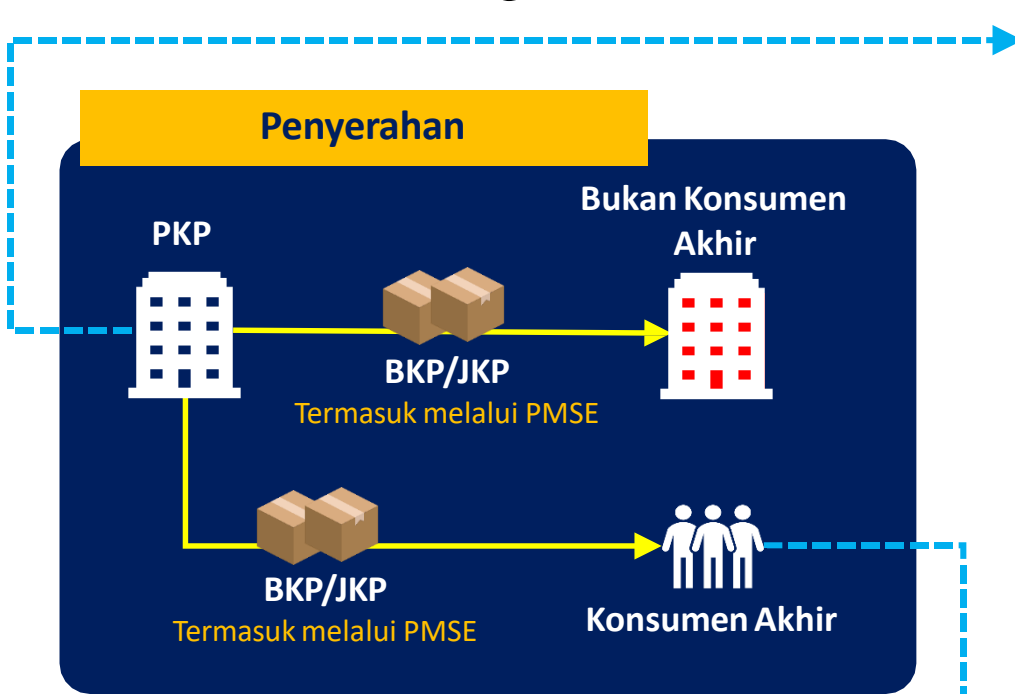 Penyerahan
PKP
Bukan Konsumen
Akhir
BKP/JKP
Termasuk melalui PMSE
BKP/JKP
Termasuk melalui PMSE
Konsumen Akhir